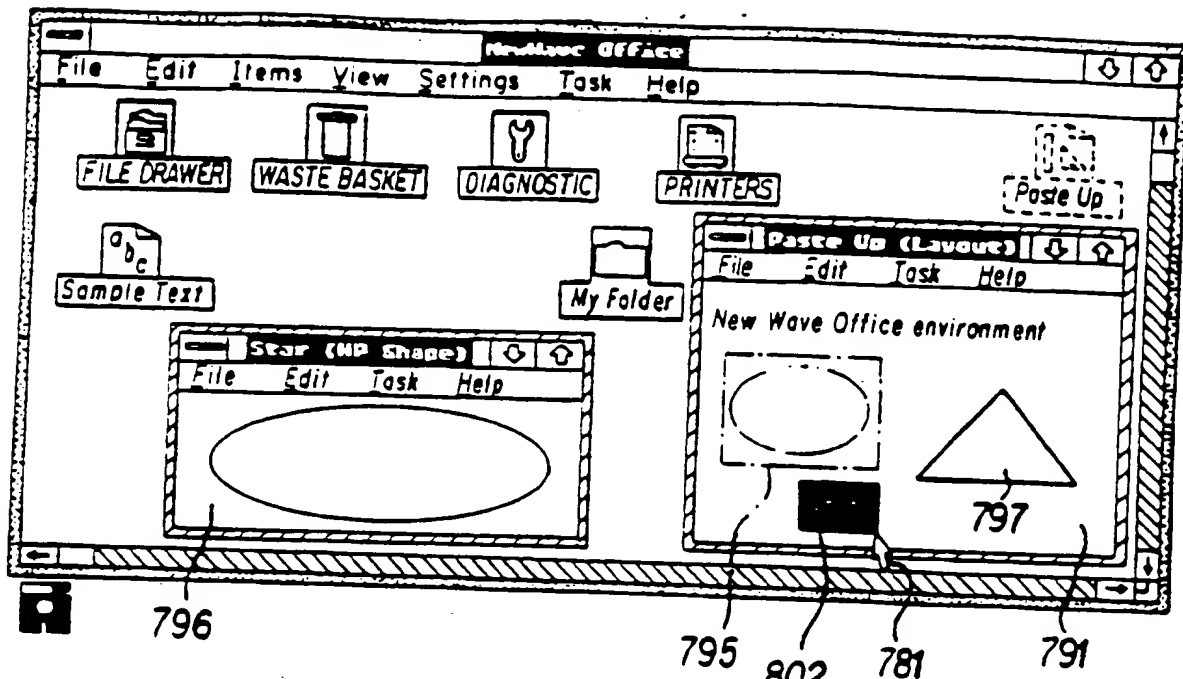 NewWave Office
File Edit Items View Settings Task Help
FILE DRAWER WASTE BASKET DIAGNOSTIC PRINTERS Paste Up
abc
Sample Text My Folder
Paste Up (Layout)
File Edit Task Help
New Wave Office environment
Star (HP Shape)
File Edit Task Help
797
796 795 802 781 791